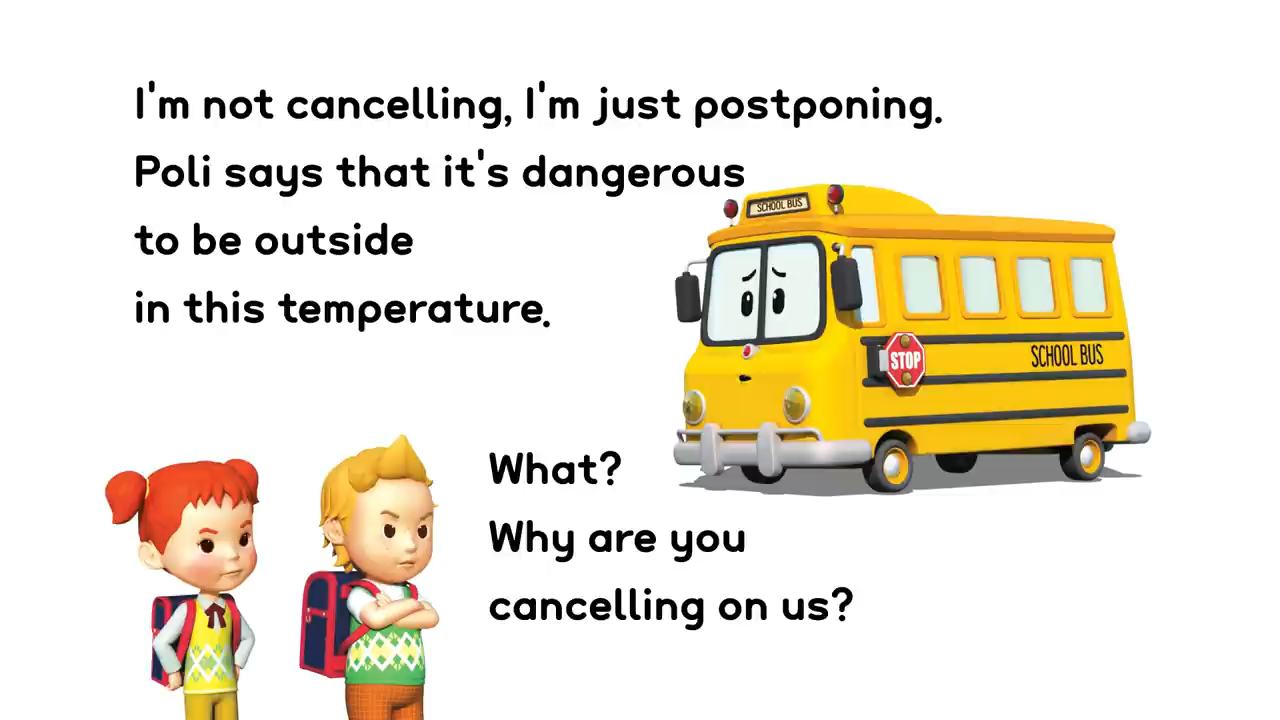 I'm not cancelling, I'm just postponing.
Poli says that it's dangerous
to be outside
in this temperature.
SCHOOL BUS
STOP
SCHOOL BUS
What?
Why are you
cancelling on us?